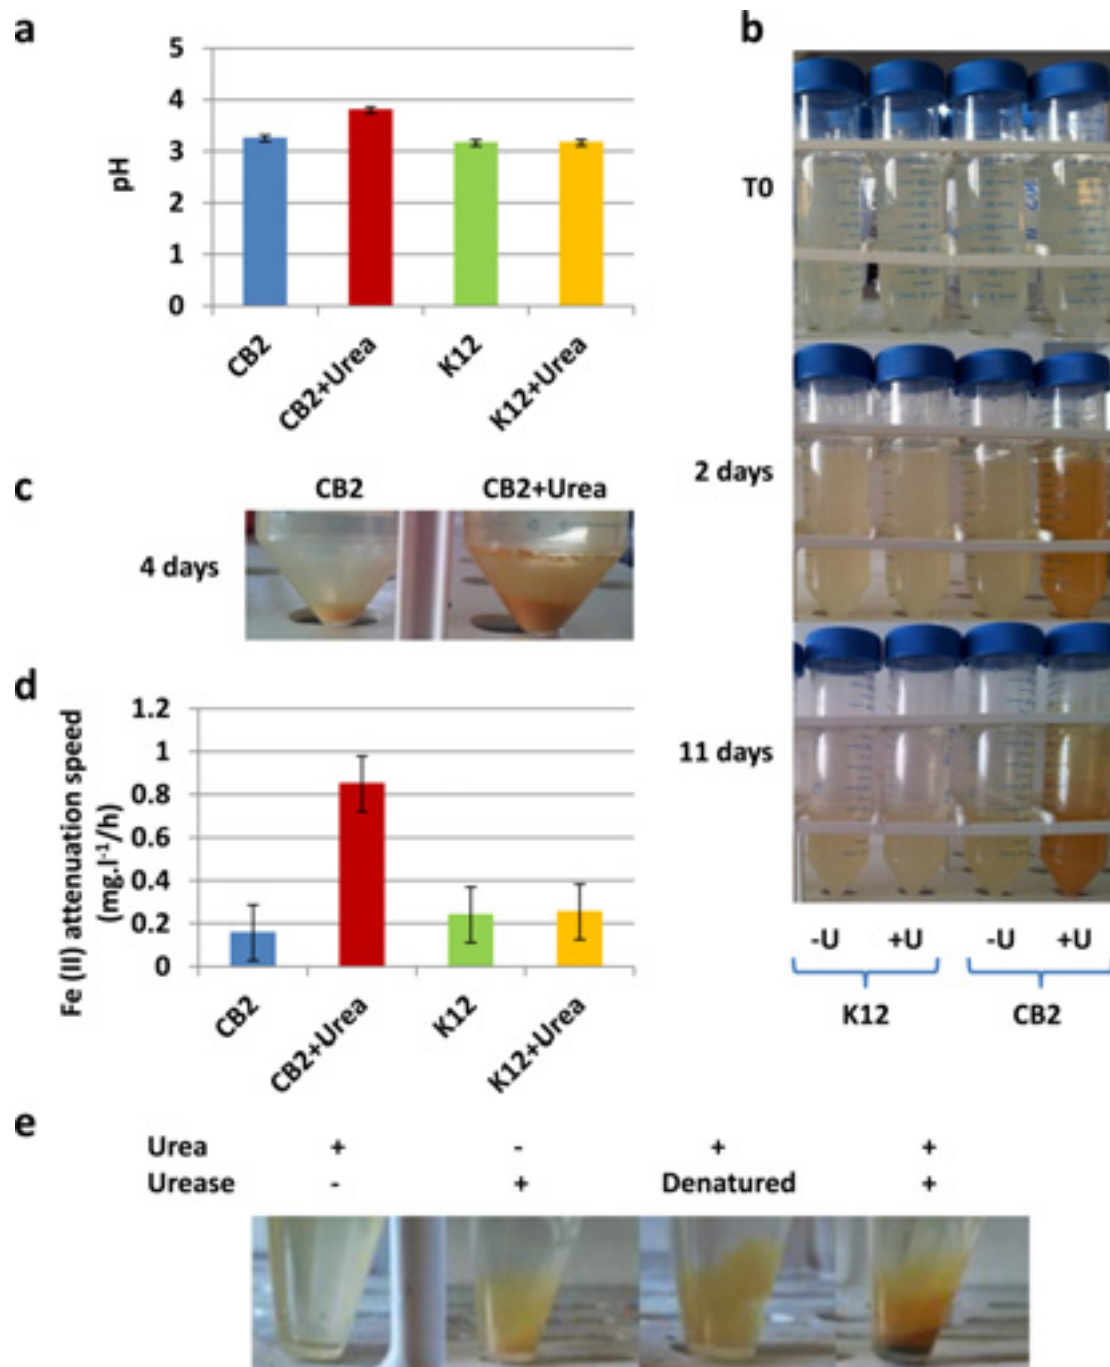 a
5
4
3
2
1
0
pH
CB2
CB2+Urea
K12
K12+Urea
b
T0
2 days
11 days
-U +U -U +U
K12 CB2
c
CB2 CB2+Urea
4 days
d
Fe (II) attenuation speed
(mg.l-1/h)
1.2
1
0.8
0.6
0.4
0.2
0
CB2
CB2+Urea
K12
K12+Urea
e
Urea + - + +
Urease - + Denatured +